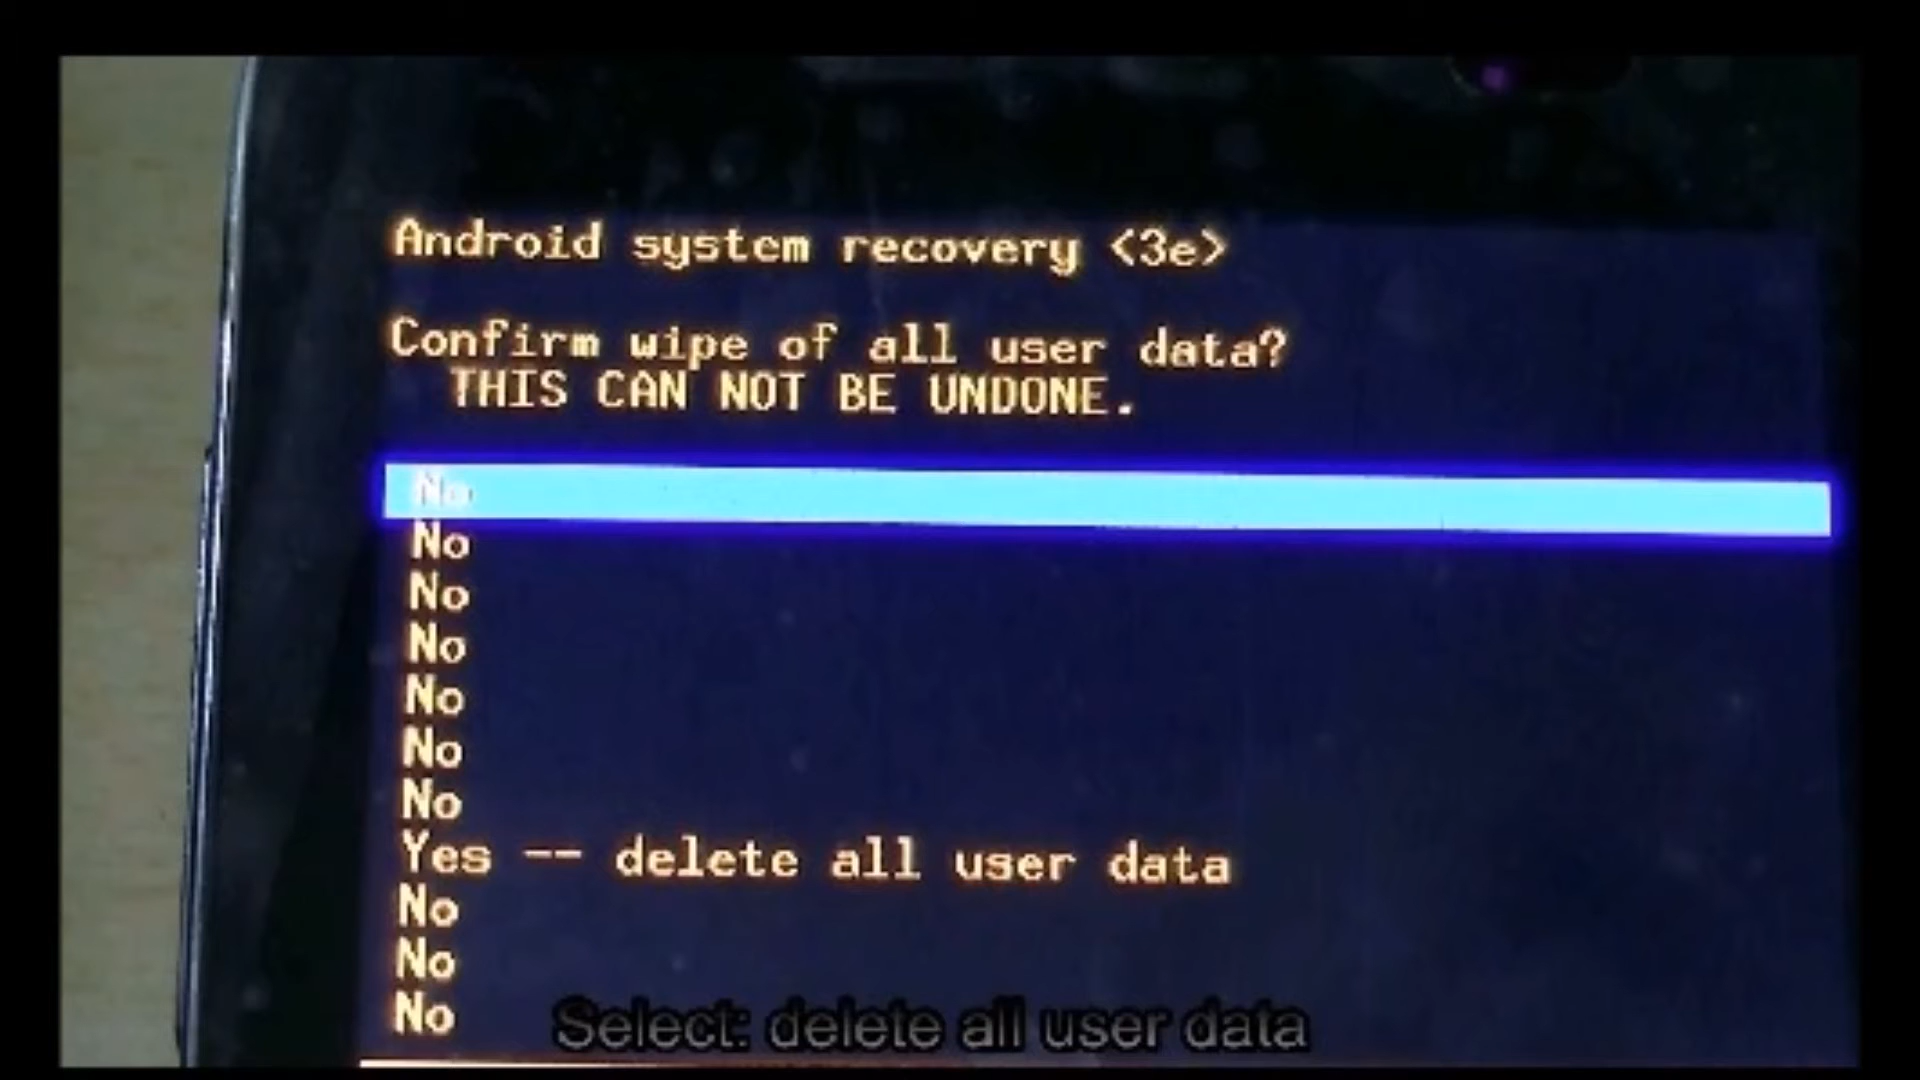 Android system recovery <3e>
Confirm wipe of all user data?
THIS CAN NOT BE UNDONE.
No
No
No
No
No
No
No
Yes -- delete all user data
No
No
No
Select: delete all user data